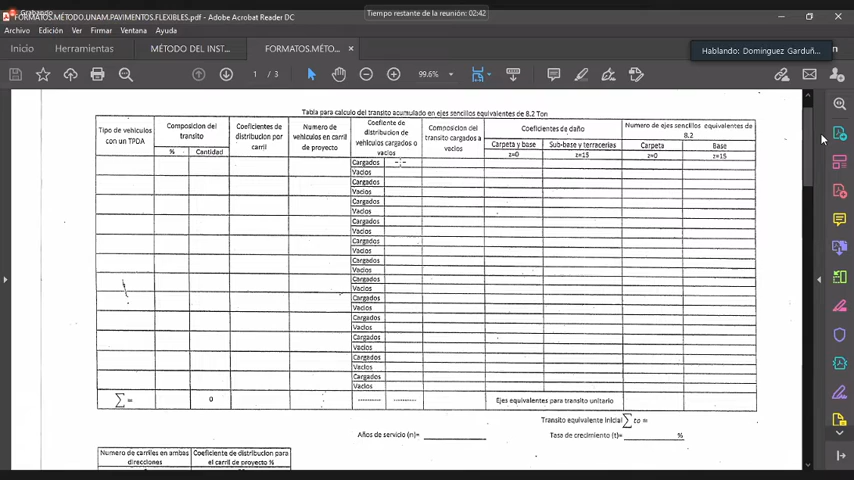 Grabando
FORMATOS.MÉTODO.UNAM.PAVIMENTOS.FLEXIBLES.pdf - Adobe Acrobat Reader DC
Tiempo restante de la reunión: 02:42
Archivo Edición Ver Firmar Ventana Ayuda
Inicio Herramientas MÉTODO DEL INST... FORMATOS.MÉTO... ×
Hablando: Dominguez Garduñ...
1 / 3 99.6%
Tabla para calculo del transito acumulado en ejes sencillos equivalentes de 8.2 Ton
Tipo de vehiculos con un TPDA
Composicion del transito
% Cantidad
Coeficientes de distribucion por carril
Numero de vehiculos en carril de proyecto
Coefiente de distribucion de vehiculos cargados o vacios
Composicion del transito cargados a vacios
Coeficientes de daño
Carpeta y base Sub-base y terracerias
z=0 z=15
Numero de ejes sencillos equivalentes de 8.2
Carpeta Base
z=0 z=15
Cargados
Vacios
Cargados
Vacios
Cargados
Vacios
Cargados
Vacios
Cargados
Vacios
Cargados
Vacios
Cargados
Vacios
Cargados
Vacios
Cargados
Vacios
Cargados
Vacios
Cargados
Vacios
Cargados
Vacios
∑ = 0 ---------- ---------- Ejes equivalentes para transito unitario
Transito equivalente inicial ∑ to =
Años de servicio (n)= Tasa de crecimiento (t)= %
Numero de carriles en ambas direcciones
Coeficiente de distribucion para el carril de proyecto %